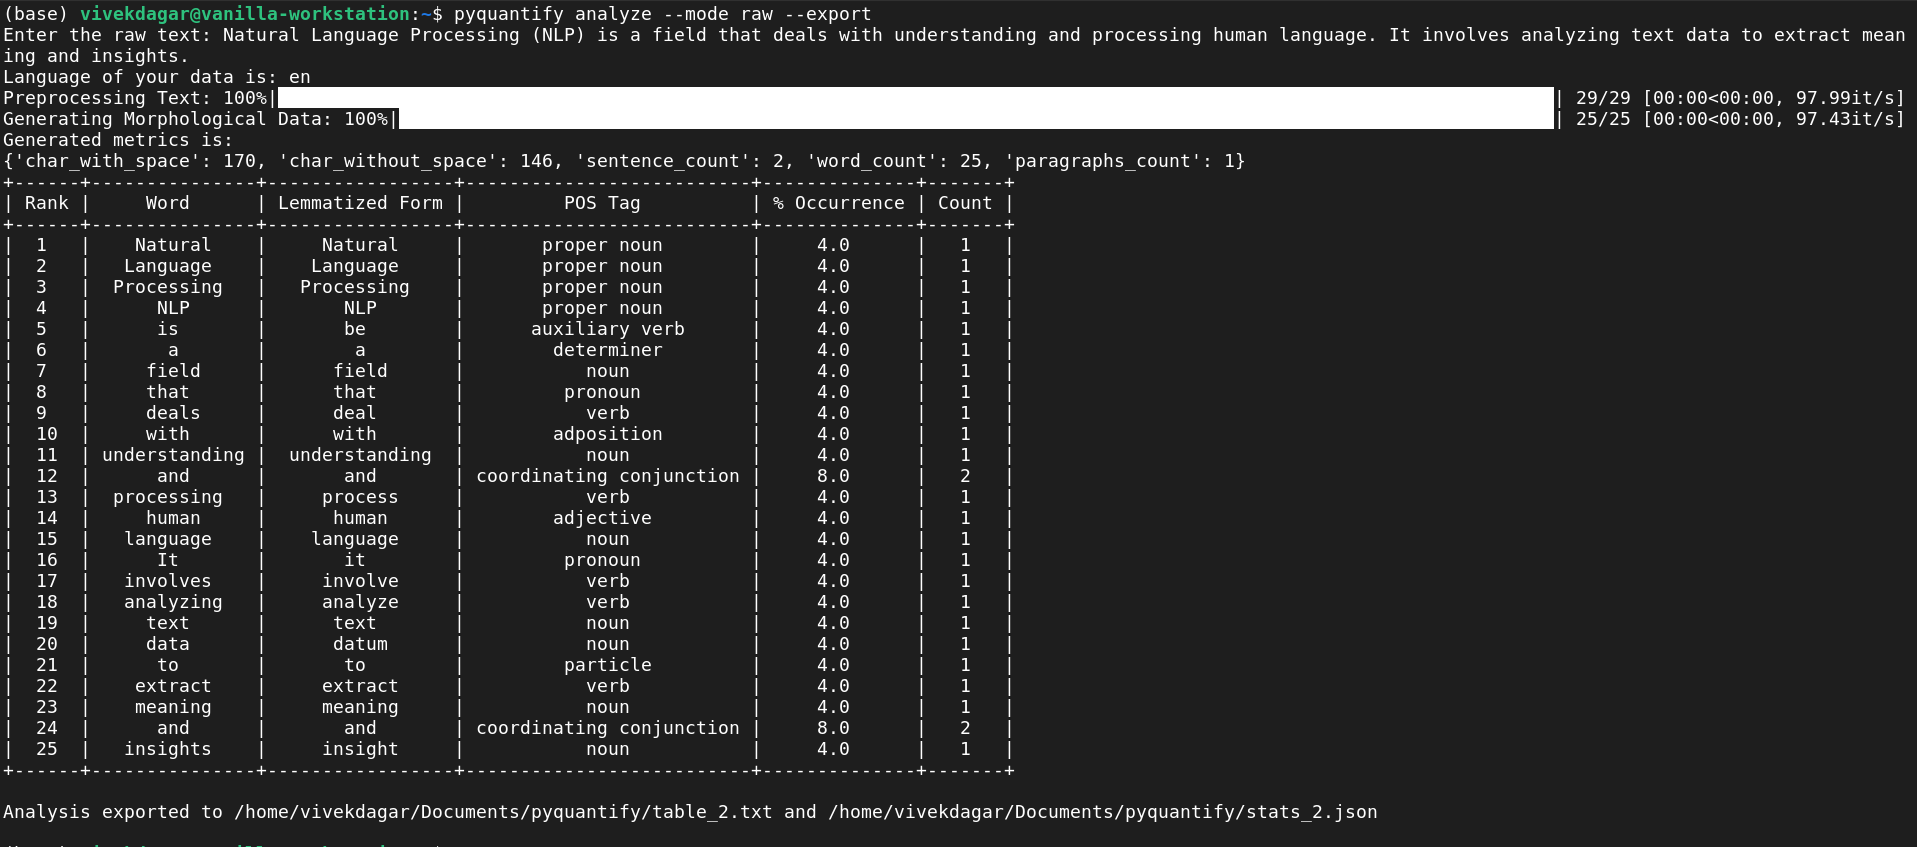 (base) vivekdagar@vanilla-workstation:~$ pyquantify analyze --mode raw --export
Enter the raw text: Natural Language Processing (NLP) is a field that deals with understanding and processing human language. It involves analyzing text data to extract mean
ing and insights.
Language of your data is: en
Preprocessing Text: 100%| | 29/29 [00:00<00:00, 97.99it/s]
Generating Morphological Data: 100%| | 25/25 [00:00<00:00, 97.43it/s]
Generated metrics is:
{'char_with_space': 170, 'char_without_space': 146, 'sentence_count': 2, 'word_count': 25, 'paragraphs_count': 1}
+------+---------------+-----------------+--------------------------+--------------+-------+
| Rank |     Word      | Lemmatized Form |         POS Tag          | % Occurrence | Count |
+------+---------------+-----------------+--------------------------+--------------+-------+
|  1   |    Natural    |     Natural     |       proper noun        |     4.0      |   1   |
|  2   |   Language    |    Language     |       proper noun        |     4.0      |   1   |
|  3   |  Processing   |   Processing    |       proper noun        |     4.0      |   1   |
|  4   |      NLP      |       NLP       |       proper noun        |     4.0      |   1   |
|  5   |      is       |       be        |      auxiliary verb      |     4.0      |   1   |
|  6   |       a       |        a        |        determiner        |     4.0      |   1   |
|  7   |     field     |      field      |           noun           |     4.0      |   1   |
|  8   |     that      |      that       |         pronoun          |     4.0      |   1   |
|  9   |     deals     |      deal       |           verb           |     4.0      |   1   |
|  10  |     with      |      with       |        adposition        |     4.0      |   1   |
|  11  | understanding |  understanding  |           noun           |     4.0      |   1   |
|  12  |      and      |       and       | coordinating conjunction |     8.0      |   2   |
|  13  |  processing   |     process     |           verb           |     4.0      |   1   |
|  14  |     human     |      human      |        adjective         |     4.0      |   1   |
|  15  |   language    |    language     |           noun           |     4.0      |   1   |
|  16  |      It       |       it        |         pronoun          |     4.0      |   1   |
|  17  |   involves    |     involve     |           verb           |     4.0      |   1   |
|  18  |   analyzing   |     analyze     |           verb           |     4.0      |   1   |
|  19  |     text      |      text       |           noun           |     4.0      |   1   |
|  20  |     data      |      datum      |           noun           |     4.0      |   1   |
|  21  |      to       |       to        |         particle         |     4.0      |   1   |
|  22  |    extract    |     extract     |           verb           |     4.0      |   1   |
|  23  |    meaning    |     meaning     |           noun           |     4.0      |   1   |
|  24  |      and      |       and       | coordinating conjunction |     8.0      |   2   |
|  25  |   insights    |     insight     |           noun           |     4.0      |   1   |
+------+---------------+-----------------+--------------------------+--------------+-------+
Analysis exported to /home/vivekdagar/Documents/pyquantify/table_2.txt and /home/vivekdagar/Documents/pyquantify/stats_2.json